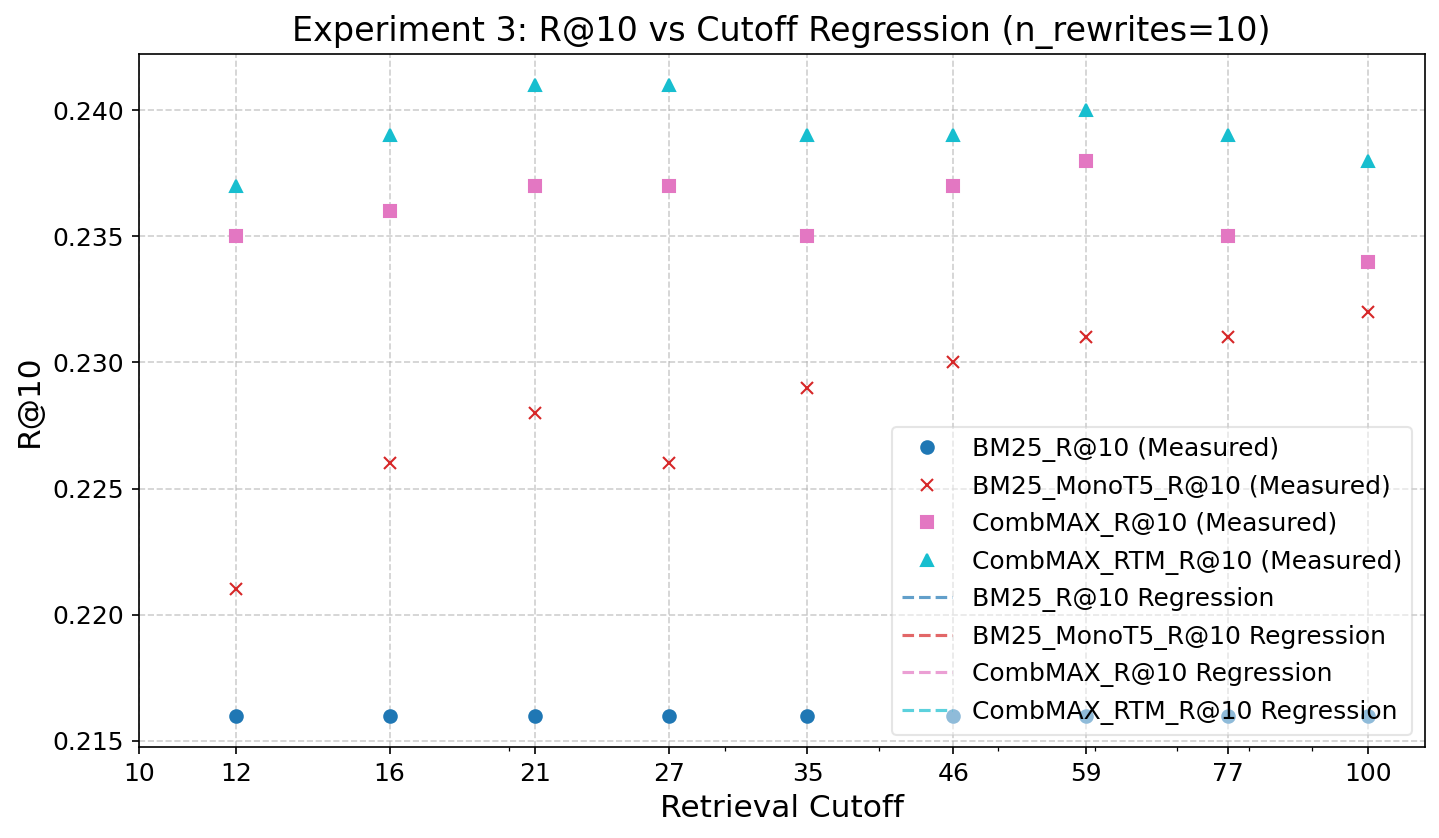 Experiment 3: R@10 vs Cutoff Regression (n_rewrites=10)
0.240
0.235
0.230
0.225
0.220
0.215
R@10
BM25_R@10 (Measured)
BM25_MonoT5_R@10 (Measured)
CombMAX_R@10 (Measured)
CombMAX_RTM_R@10 (Measured)
BM25_R@10 Regression
BM25_MonoT5_R@10 Regression
CombMAX_R@10 Regression
CombMAX_RTM_R@10 Regression
10 12 16 21 27 35 46 59 77 100
Retrieval Cutoff